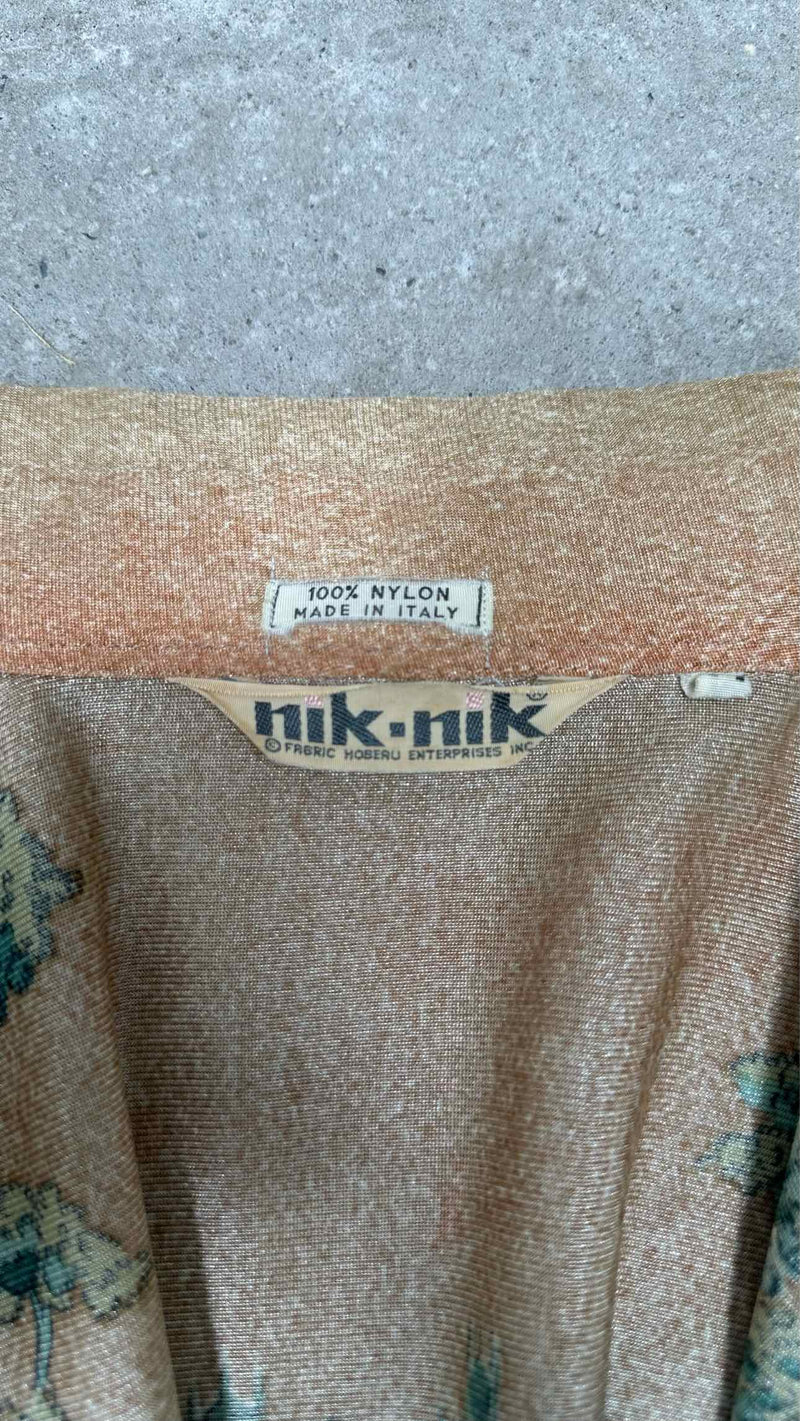 100% NYLON
MADE IN ITALY
nik-nik®
© FABRIC HOBERU ENTERPRISES INC.